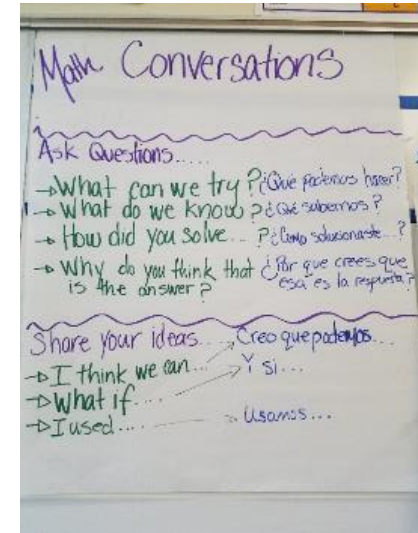 Math Conversations
Ask Questions.....
→What can we try? ¿Qué podemos hacer?
→What do we know? ¿Qué sabemos?
→How did you solve...? ¿Como solucionaste...?
→Why do you think that ¿Por que crees que
is the answer? esa es la respuesta?
Share your ideas.... Creo que podemos...
→I think we can...
→What if.... Y si...
→I used.... Usamos...